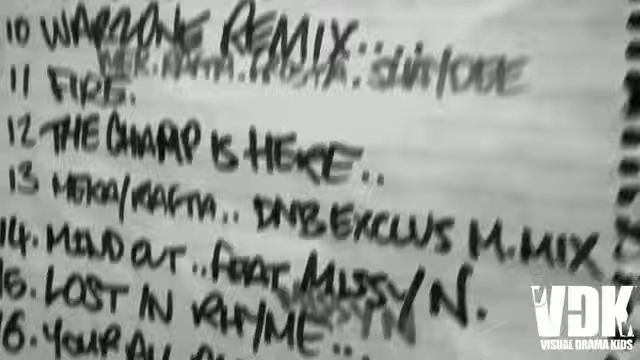 10 WARZONE REMIX..
11 FIRE.
12 THE CHAMP IS HERE..
13 MEKA/RAGTA.. DNB EXCLUS M.MIX
14. MIND OUT.. FEAT MISSY N.
15. LOST IN RHYME..
16. YOUR ALL
VDK
VISUAL DRAMA KIDS